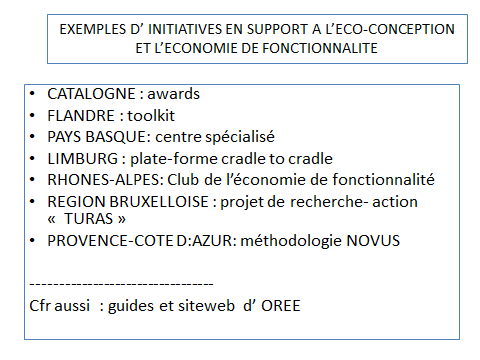 EXEMPLES D' INITIATIVES EN SUPPORT A L'ECO-CONCEPTION
ET L'ECONOMIE DE FONCTIONNALITE
• CATALOGNE : awards
• FLANDRE : toolkit
• PAYS BASQUE: centre spécialisé
• LIMBURG : plate-forme cradle to cradle
• RHONES-ALPES: Club de l'économie de fonctionnalité
• REGION BRUXELLOISE : projet de recherche- action
« TURAS »
• PROVENCE-COTE D:AZUR: méthodologie NOVUS
-------------------------------
Cfr aussi : guides et siteweb d' OREE